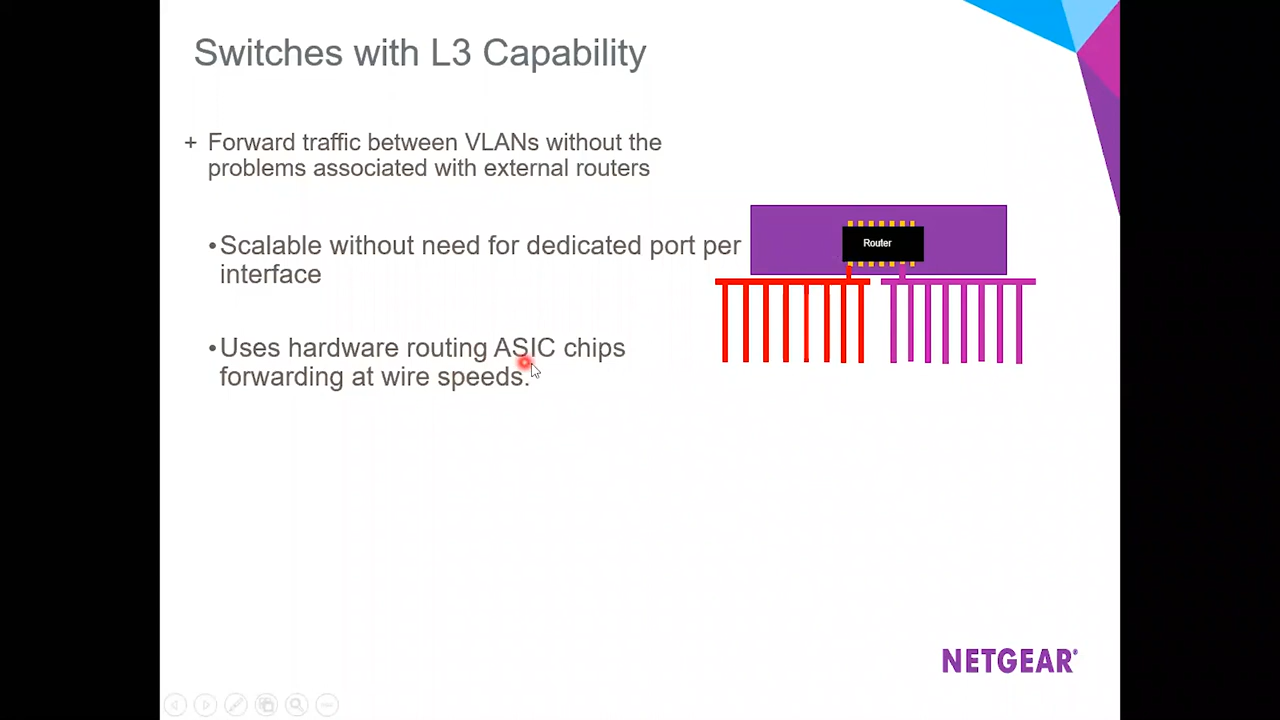 Switches with L3 Capability
+ Forward traffic between VLANs without the
problems associated with external routers
•Scalable without need for dedicated port per
interface
Router
•Uses hardware routing ASIC chips
forwarding at wire speeds.
NETGEAR®